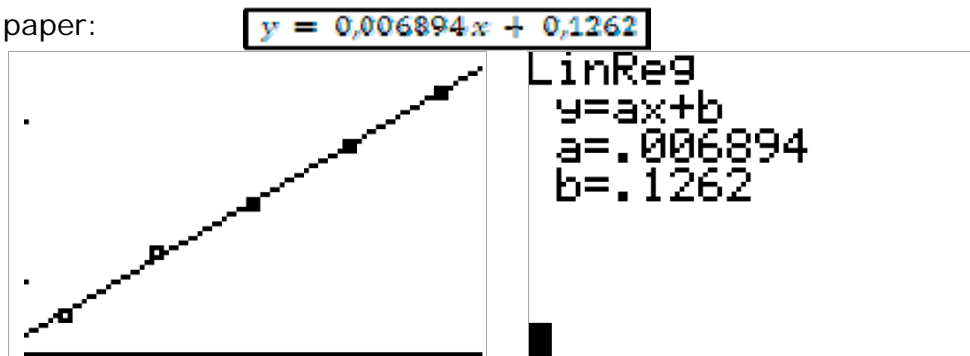 paper: y = 0,006894x + 0,1262
LinReg
y=ax+b
a=.006894
b=.1262